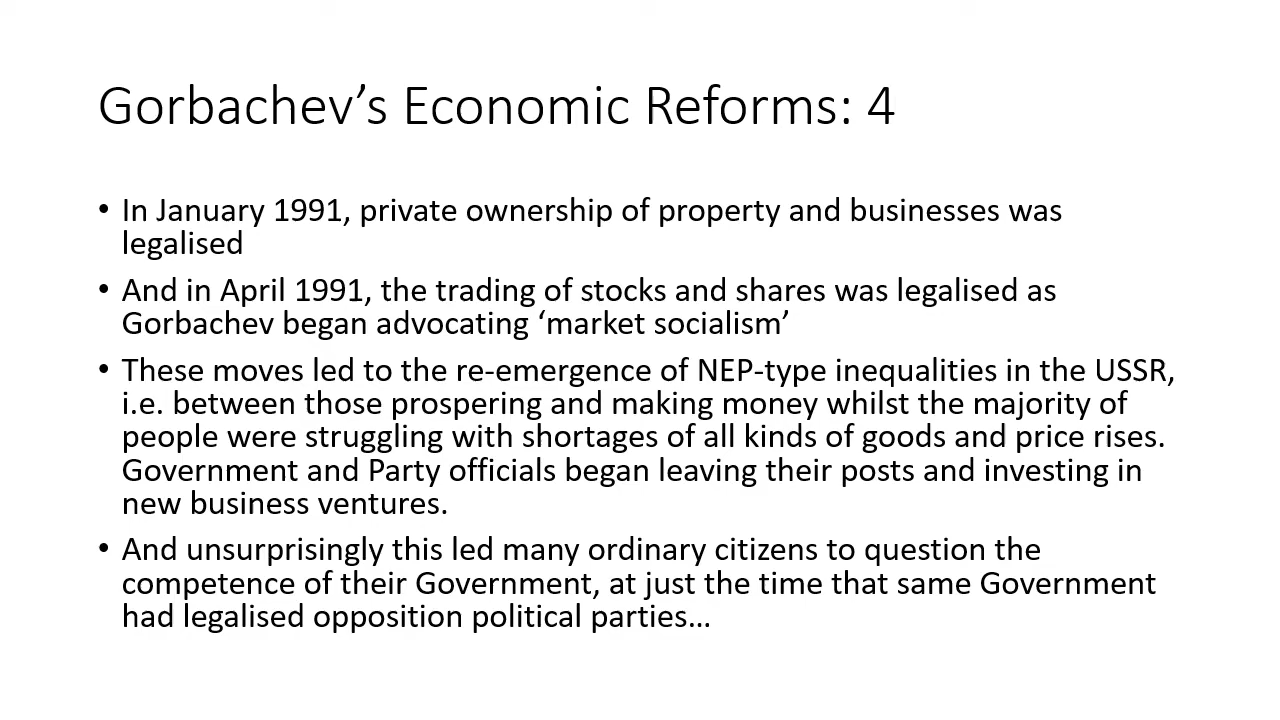 Gorbachev’s Economic Reforms: 4
• In January 1991, private ownership of property and businesses was
legalised
• And in April 1991, the trading of stocks and shares was legalised as
Gorbachev began advocating ‘market socialism’
• These moves led to the re-emergence of NEP-type inequalities in the USSR,
i.e. between those prospering and making money whilst the majority of
people were struggling with shortages of all kinds of goods and price rises.
Government and Party officials began leaving their posts and investing in
new business ventures.
• And unsurprisingly this led many ordinary citizens to question the
competence of their Government, at just the time that same Government
had legalised opposition political parties…